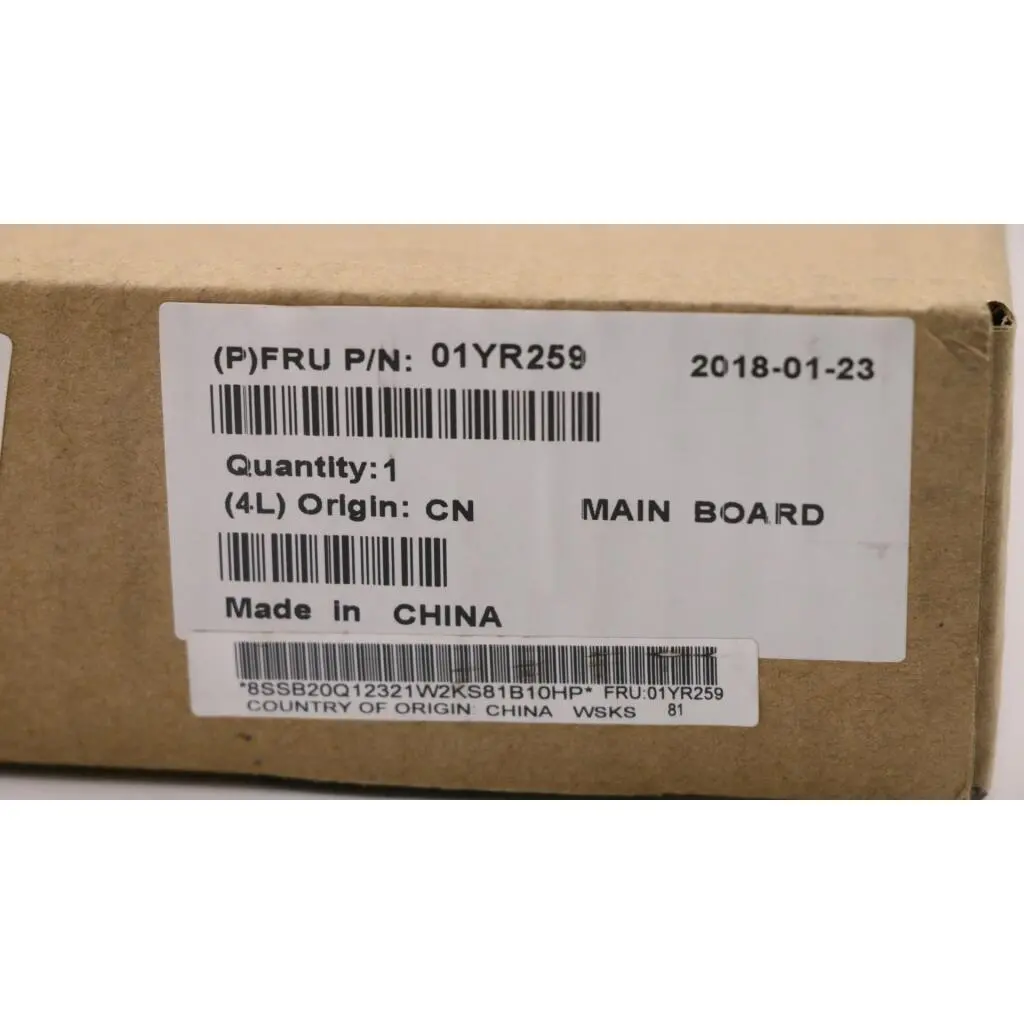 (P)FRU P/N: 01YR259 2018-01-23
Quantity:1
(4L) Origin: CN MAIN BOARD
Made in CHINA
*8SSB20Q12321W2KS81B10HP* FRU:01YR259
COUNTRY OF ORIGIN: CHINA WSKS 81